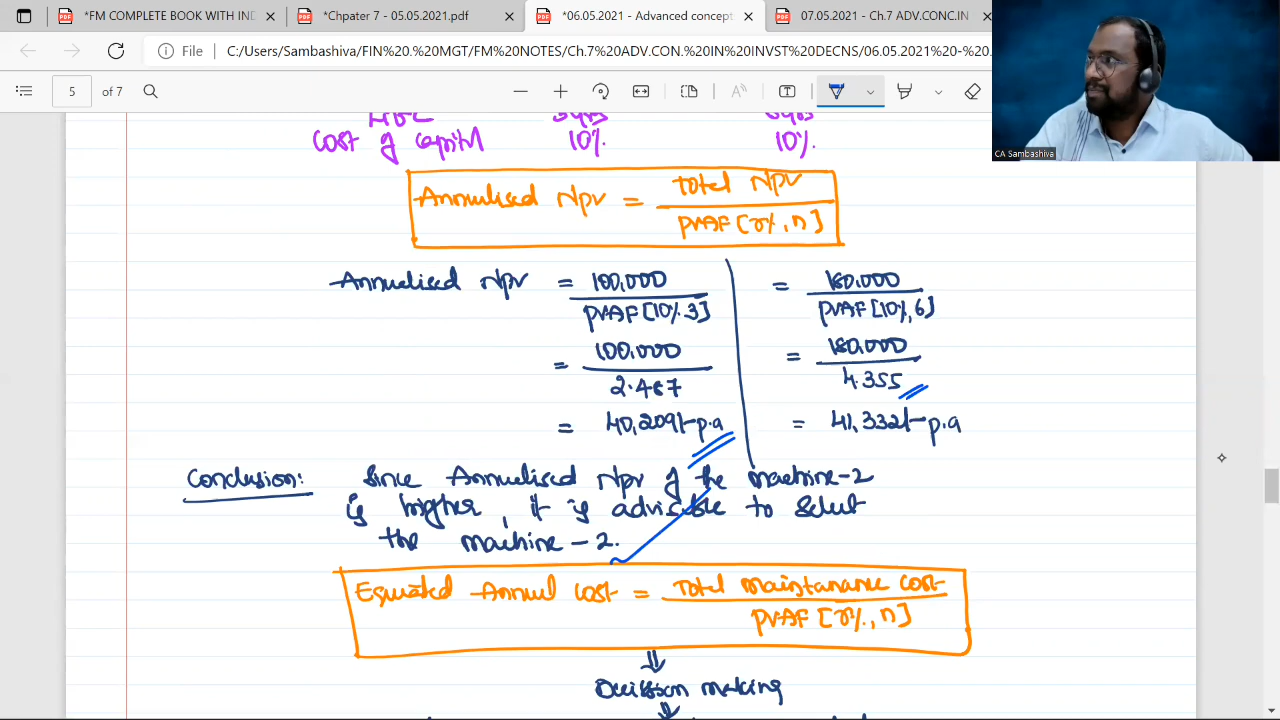 *FM COMPLETE BOOK WITH IND
*Chpater 7 - 05.05.2021.pdf
*06.05.2021 - Advanced concept
07.05.2021 - Ch.7 ADV.CONC.IN
File C:/Users/Sambashiva/FIN%20.%20MGT/FM%20NOTES/Ch.7%20ADV.CON.%20IN%20INVST%20DECNS/06.05.2021%20-%20.
5 of 7
CA Sambashiva
cost of capital 10%. 10%.
Annualised Npv = Total Npv
PVAF [r%, n]
Annualised Npv = 100,000 = 180,000
PVAF [10%. 3] PVAF [10%, 6]
= 100,000 = 180,000
2.487 4.355
= 40,209/- p.a = 41,332/- p.a
Conclusion: Since Annualised Npv of the machine-2
is higher, it is advisible to select
the machine-2.
Equated Annual cost = Total maintanance cost
PVAF [r%, n]
Decission making